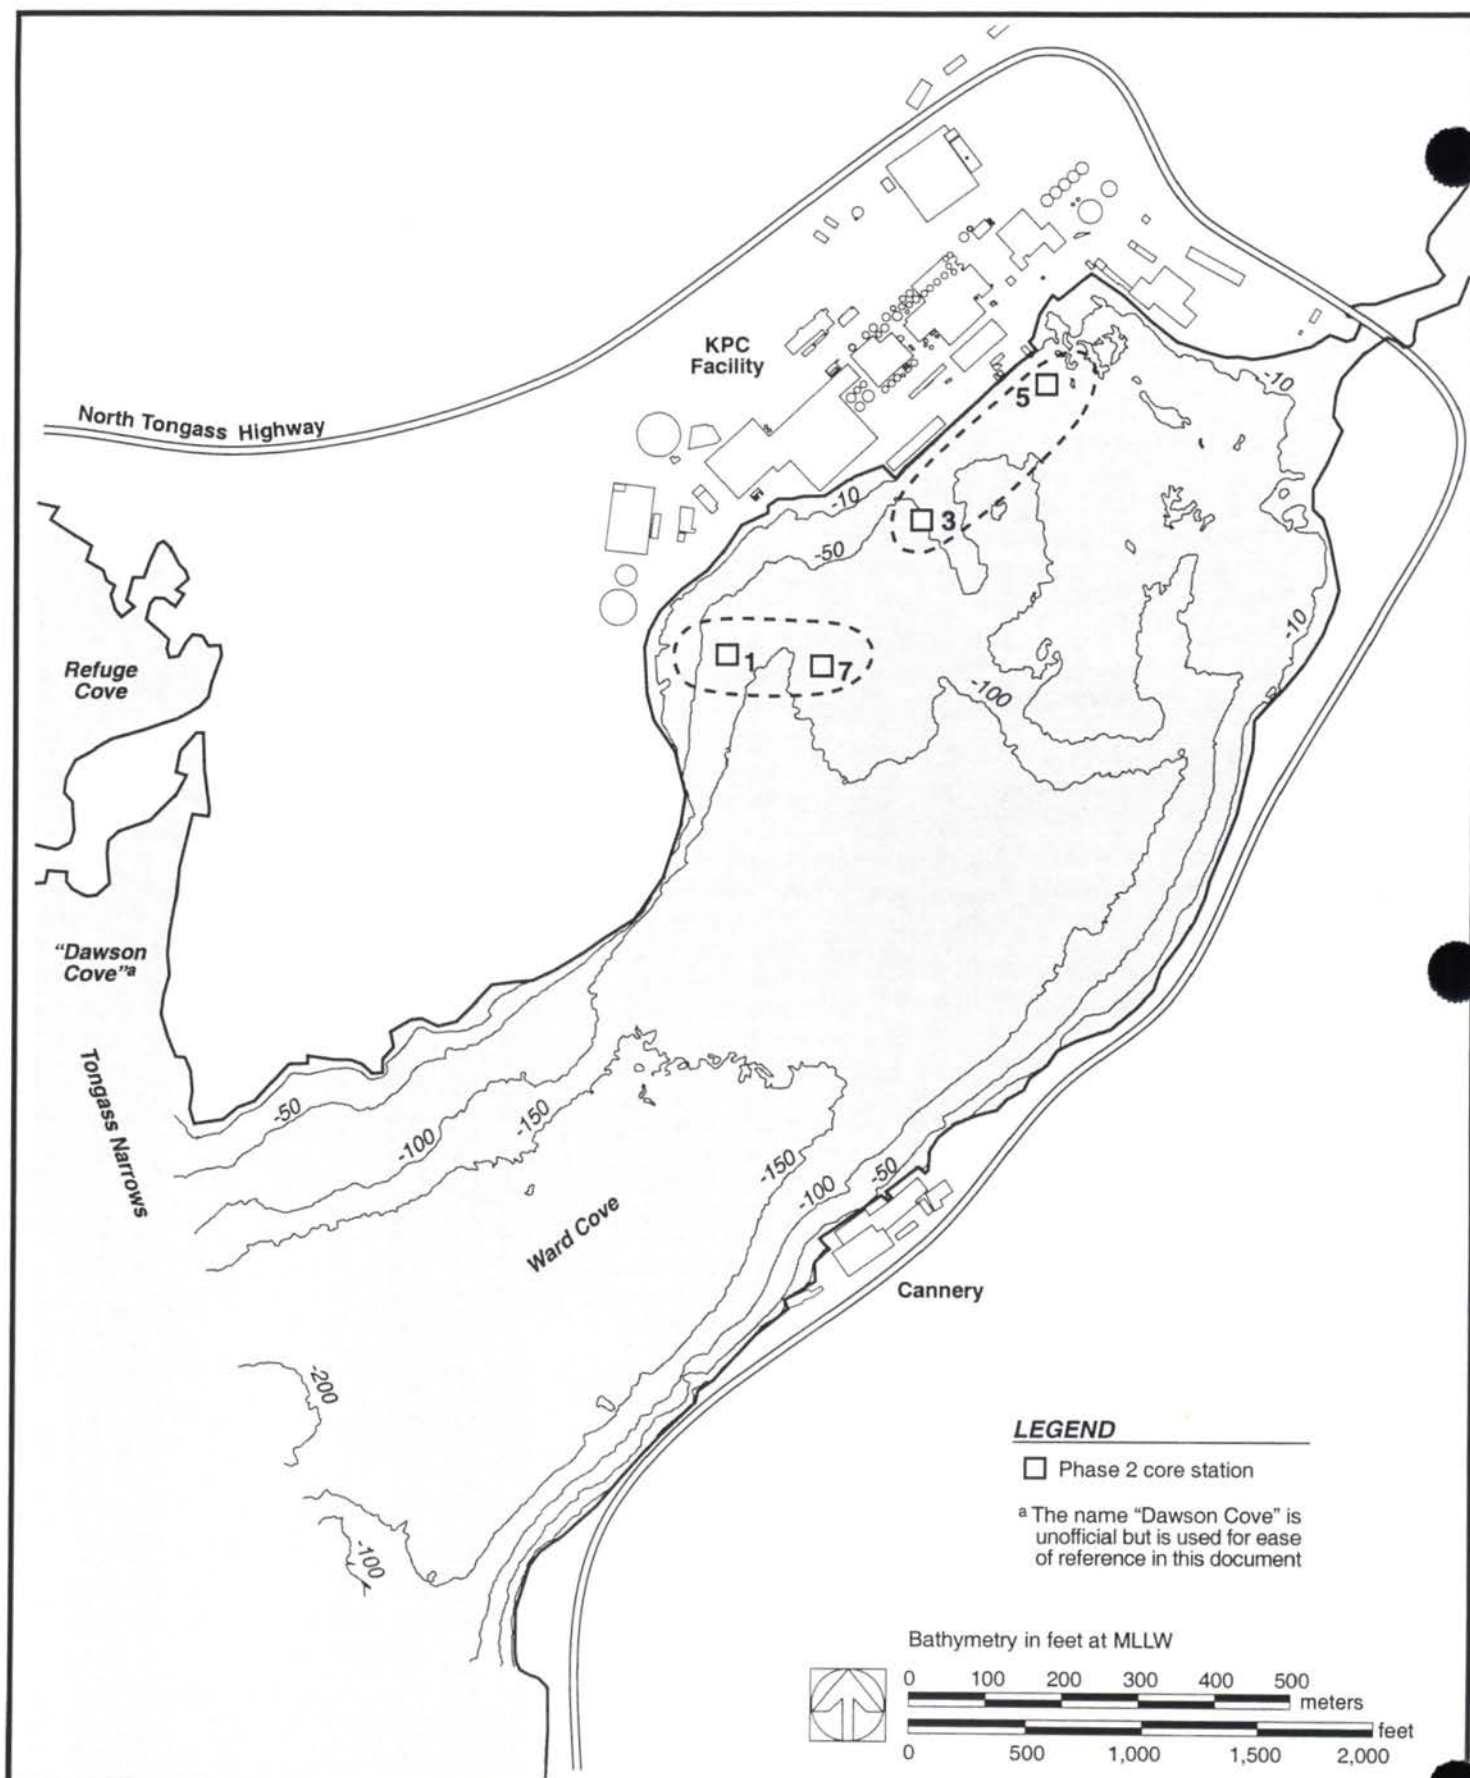 KPC
Facility
North Tongass Highway
-10
5
-10
3
-50
-10
1
7
Refuge
Cove
-100
“Dawson
Cove”a
Tongass Narrows
-50
-100
-150
-150
-100
-50
Ward Cove
Cannery
-200
-100
LEGEND
Phase 2 core station
a The name “Dawson Cove” is
unofficial but is used for ease
of reference in this document
Bathymetry in feet at MLLW
0 100 200 300 400 500
meters
feet
0 500 1,000 1,500 2,000